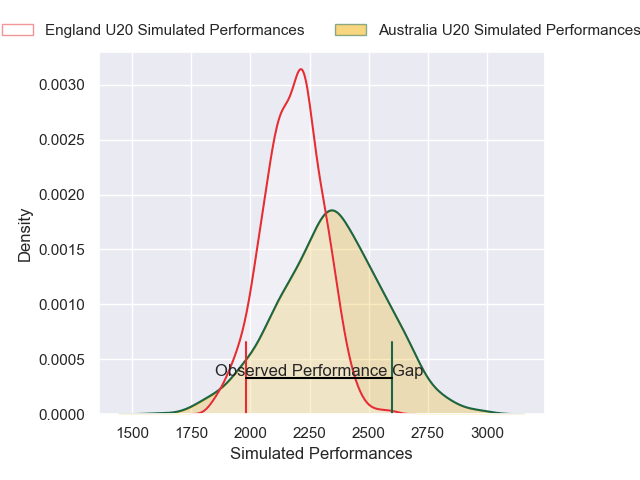 England U20 Simulated Performances
Australia U20 Simulated Performances
0.0030
0.0025
0.0020
0.0015
0.0010
0.0005
0.0000
Density
Observed Performance Gap
1500 1750 2000 2250 2500 2750 3000
Simulated Performances